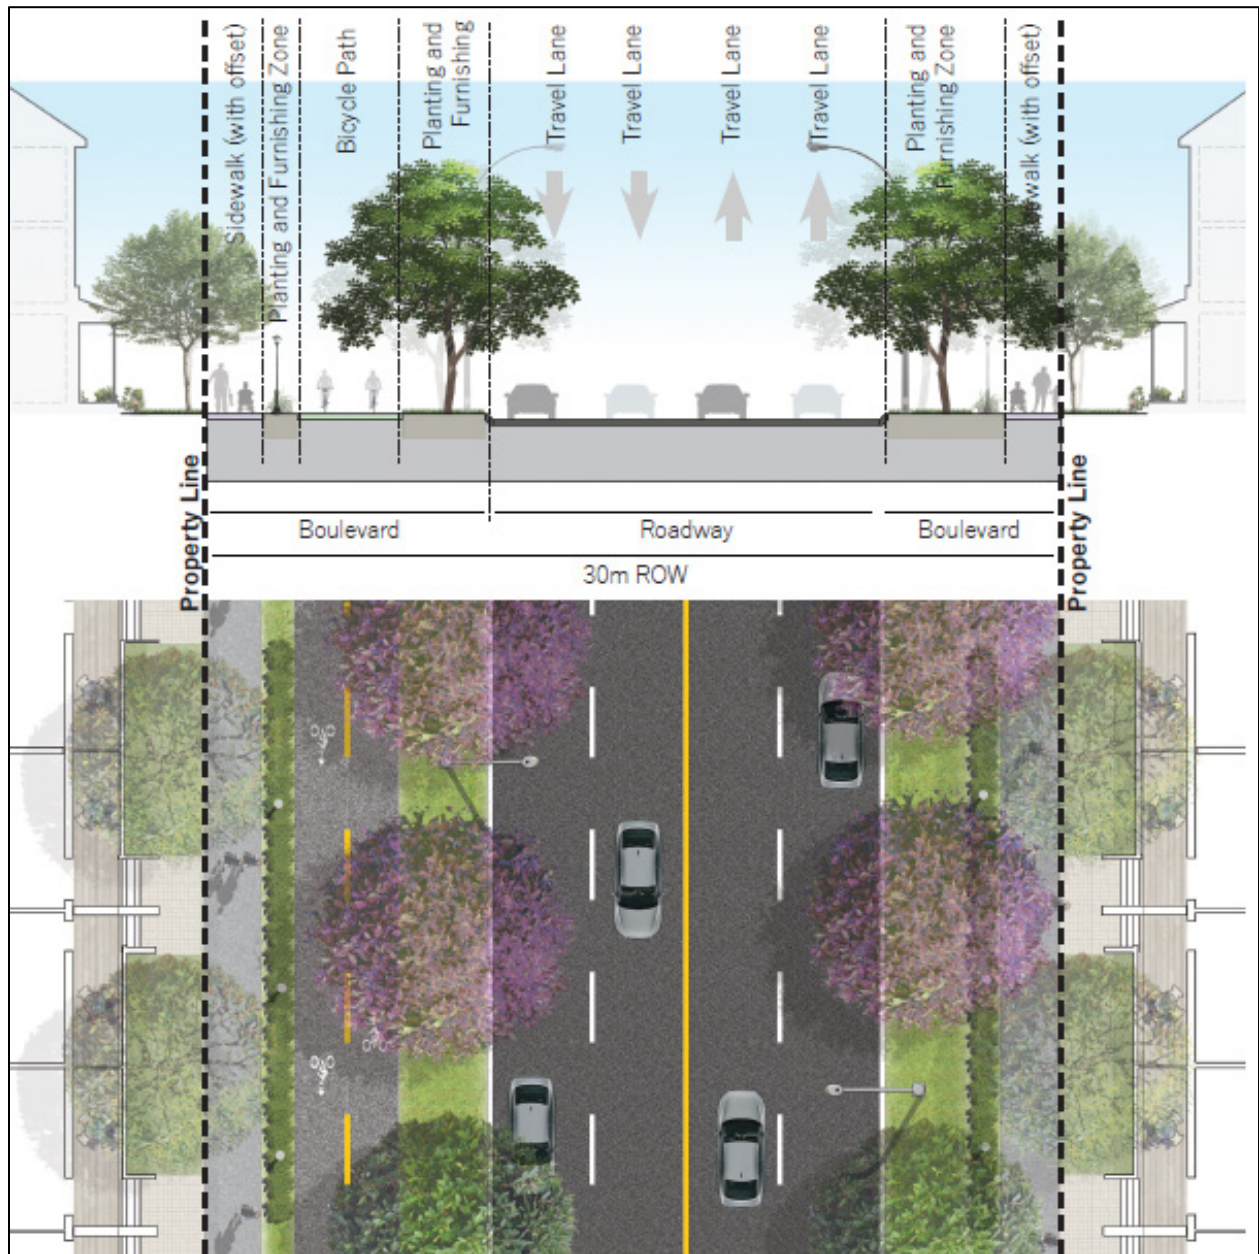 Sidewalk (with offset)
Planting and Furnishing Zone
Bicycle Path
Planting and
Furnishing
Travel Lane
Travel Lane
Travel Lane
Travel Lane
Planting and
Furnishing Zone
ewalk (with offset)
Property Line
Property Line
Boulevard
Roadway
Boulevard
30m ROW